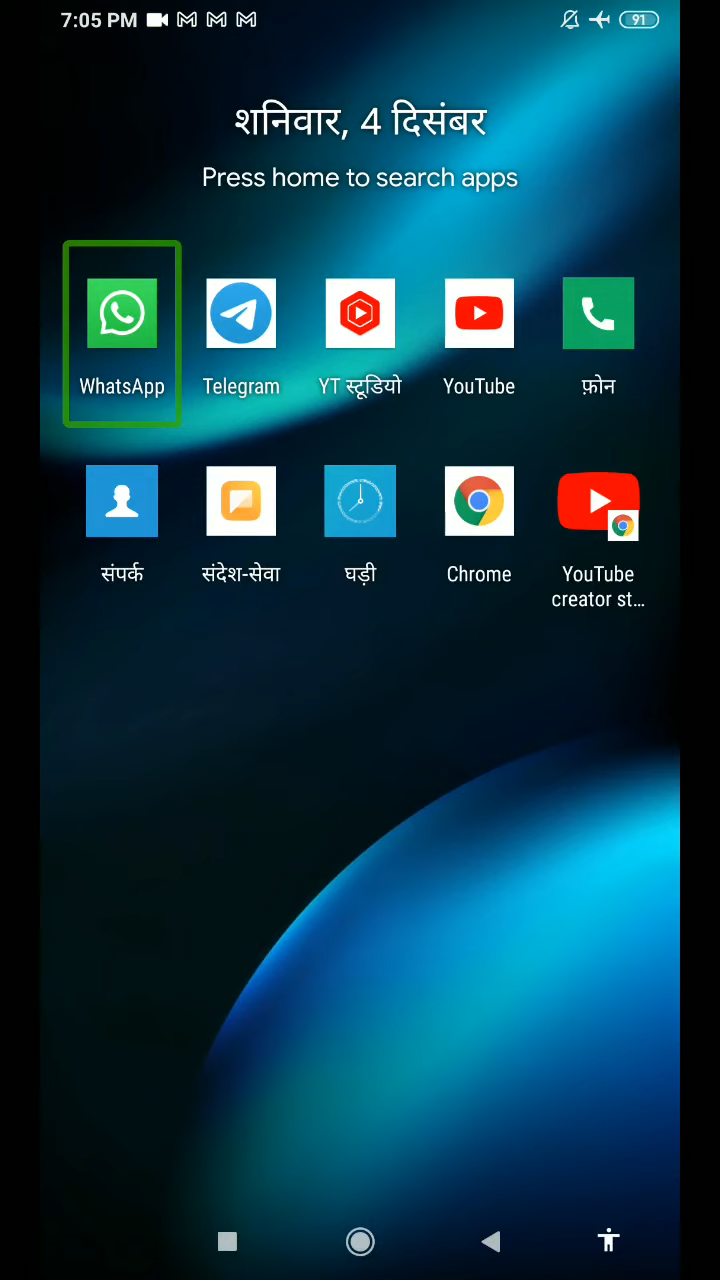 7:05 PM
91
शनिवार, 4 दिसंबर
Press home to search apps
WhatsApp Telegram YT स्टूडियो YouTube फ़ोन
संपर्क संदेश-सेवा घड़ी Chrome YouTube
creator st...